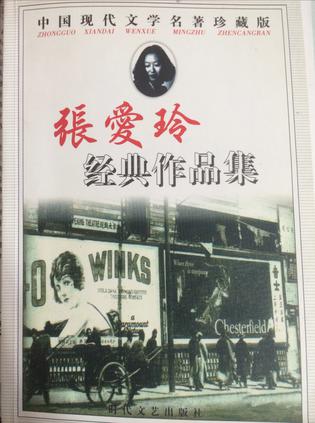 中国现代文学名著珍藏版
ZHONGGUO XIANDAI WENXUE MINGZHU ZHENCANGBAN
張愛玲
经典作品集
WINKS
a
Paramount
Chesterfield
时代文艺出版社